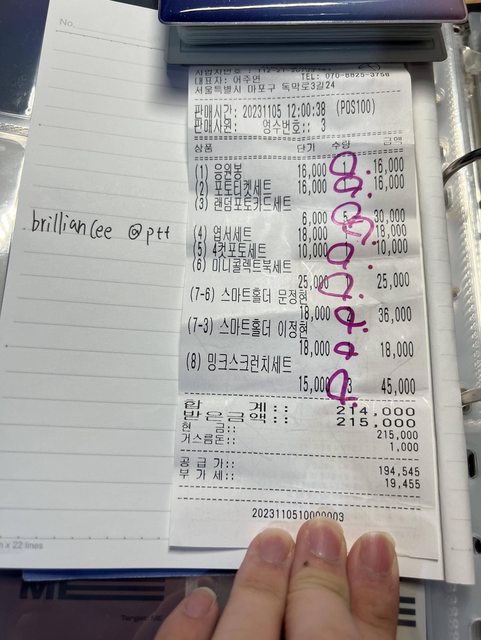 No.
대표자: 어주연 TEL: 070-8825-3758
서울특별시 마포구 독막로3길24
판매시간: 20231105 12:00:38 (POS100)
판매사원: 영수번호:: 3
상품 단가 수량 금액
(1) 응원봉 16,000 1 16,000
(2) 포토티켓세트 16,000 16,000
(3) 랜덤포토카드세트
6,000 5 30,000
(4) 엽서세트 18,000 18,000
(5) 4컷포토세트 10,000 10,000
(6) 미니콜렉트북세트
25,000 25,000
(7-6) 스마트홀더 문정현
18,000 36,000
(7-3) 스마트홀더 이정현
18,000 18,000
(8) 밍크스크런치세트
15,000 3 45,000
합 계:: 214,000
받은금액:: 215,000
현 금:: 215,000
거스름돈:: 1,000
공 급 가:: 194,545
부 가 세:: 19,455
brilliancee @ptt
x 22 lines